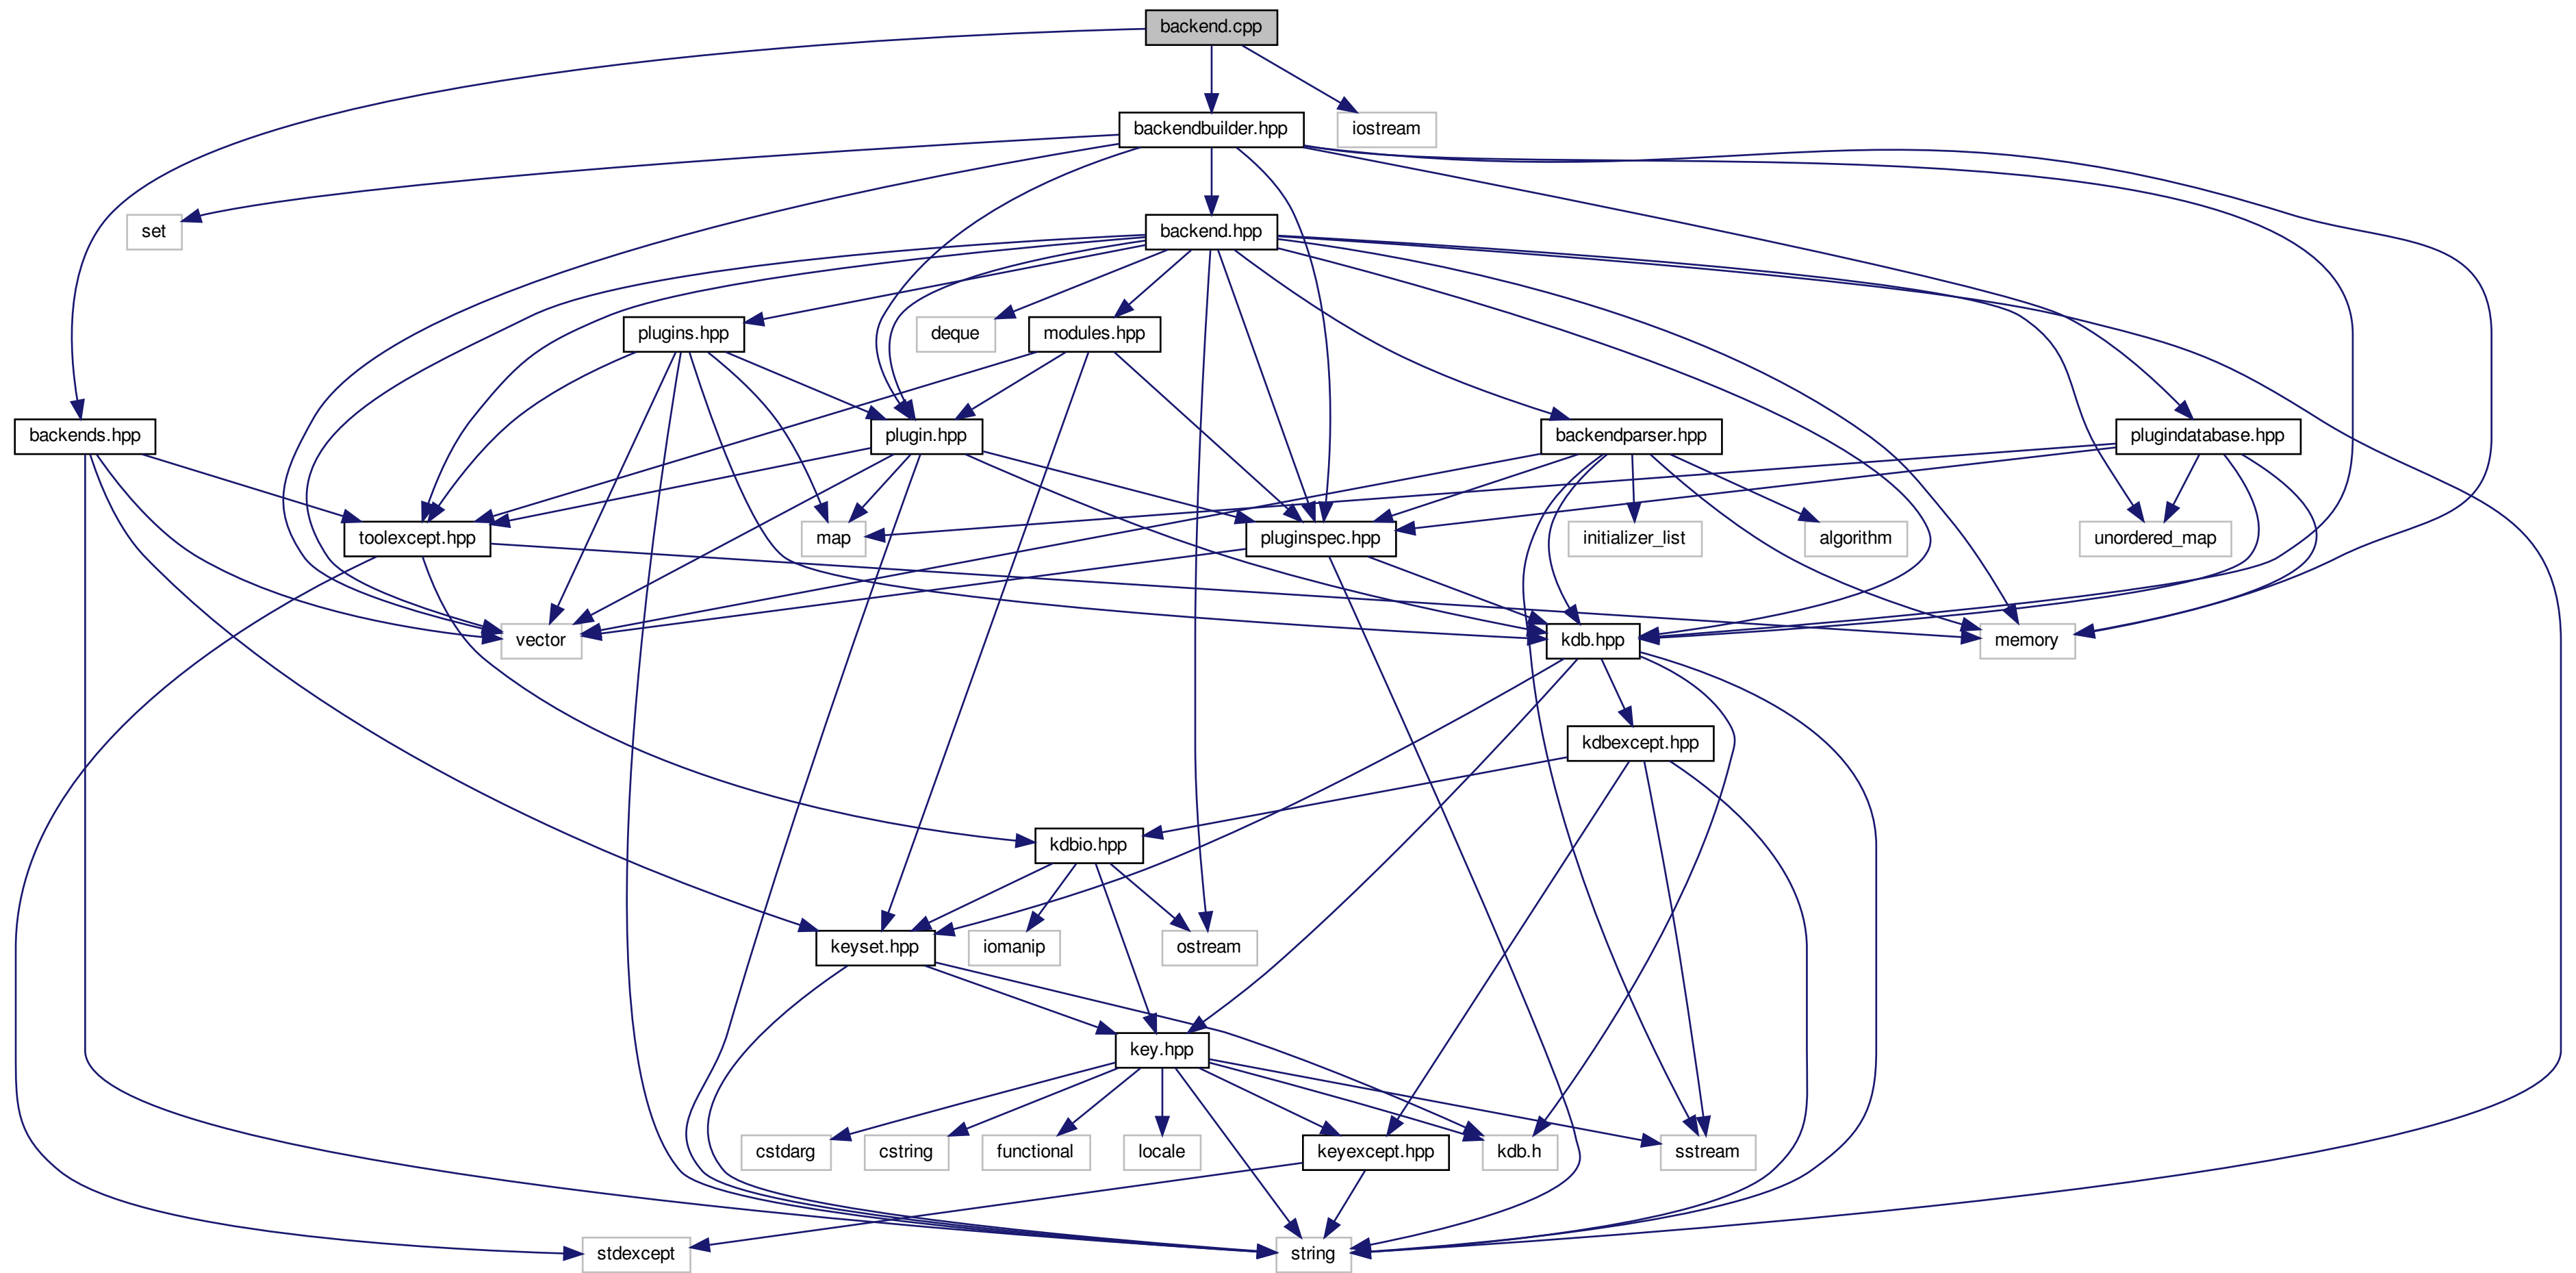 backend.cpp
backendbuilder.hpp
iostream
set
backend.hpp
plugins.hpp
deque
modules.hpp
backends.hpp
plugin.hpp
backendparser.hpp
plugindatabase.hpp
toolexcept.hpp
map
pluginspec.hpp
initializer_list
algorithm
unordered_map
vector
kdb.hpp
memory
kdbexcept.hpp
kdbio.hpp
keyset.hpp
iomanip
ostream
key.hpp
cstdarg
cstring
functional
locale
keyexcept.hpp
kdb.h
sstream
stdexcept
string